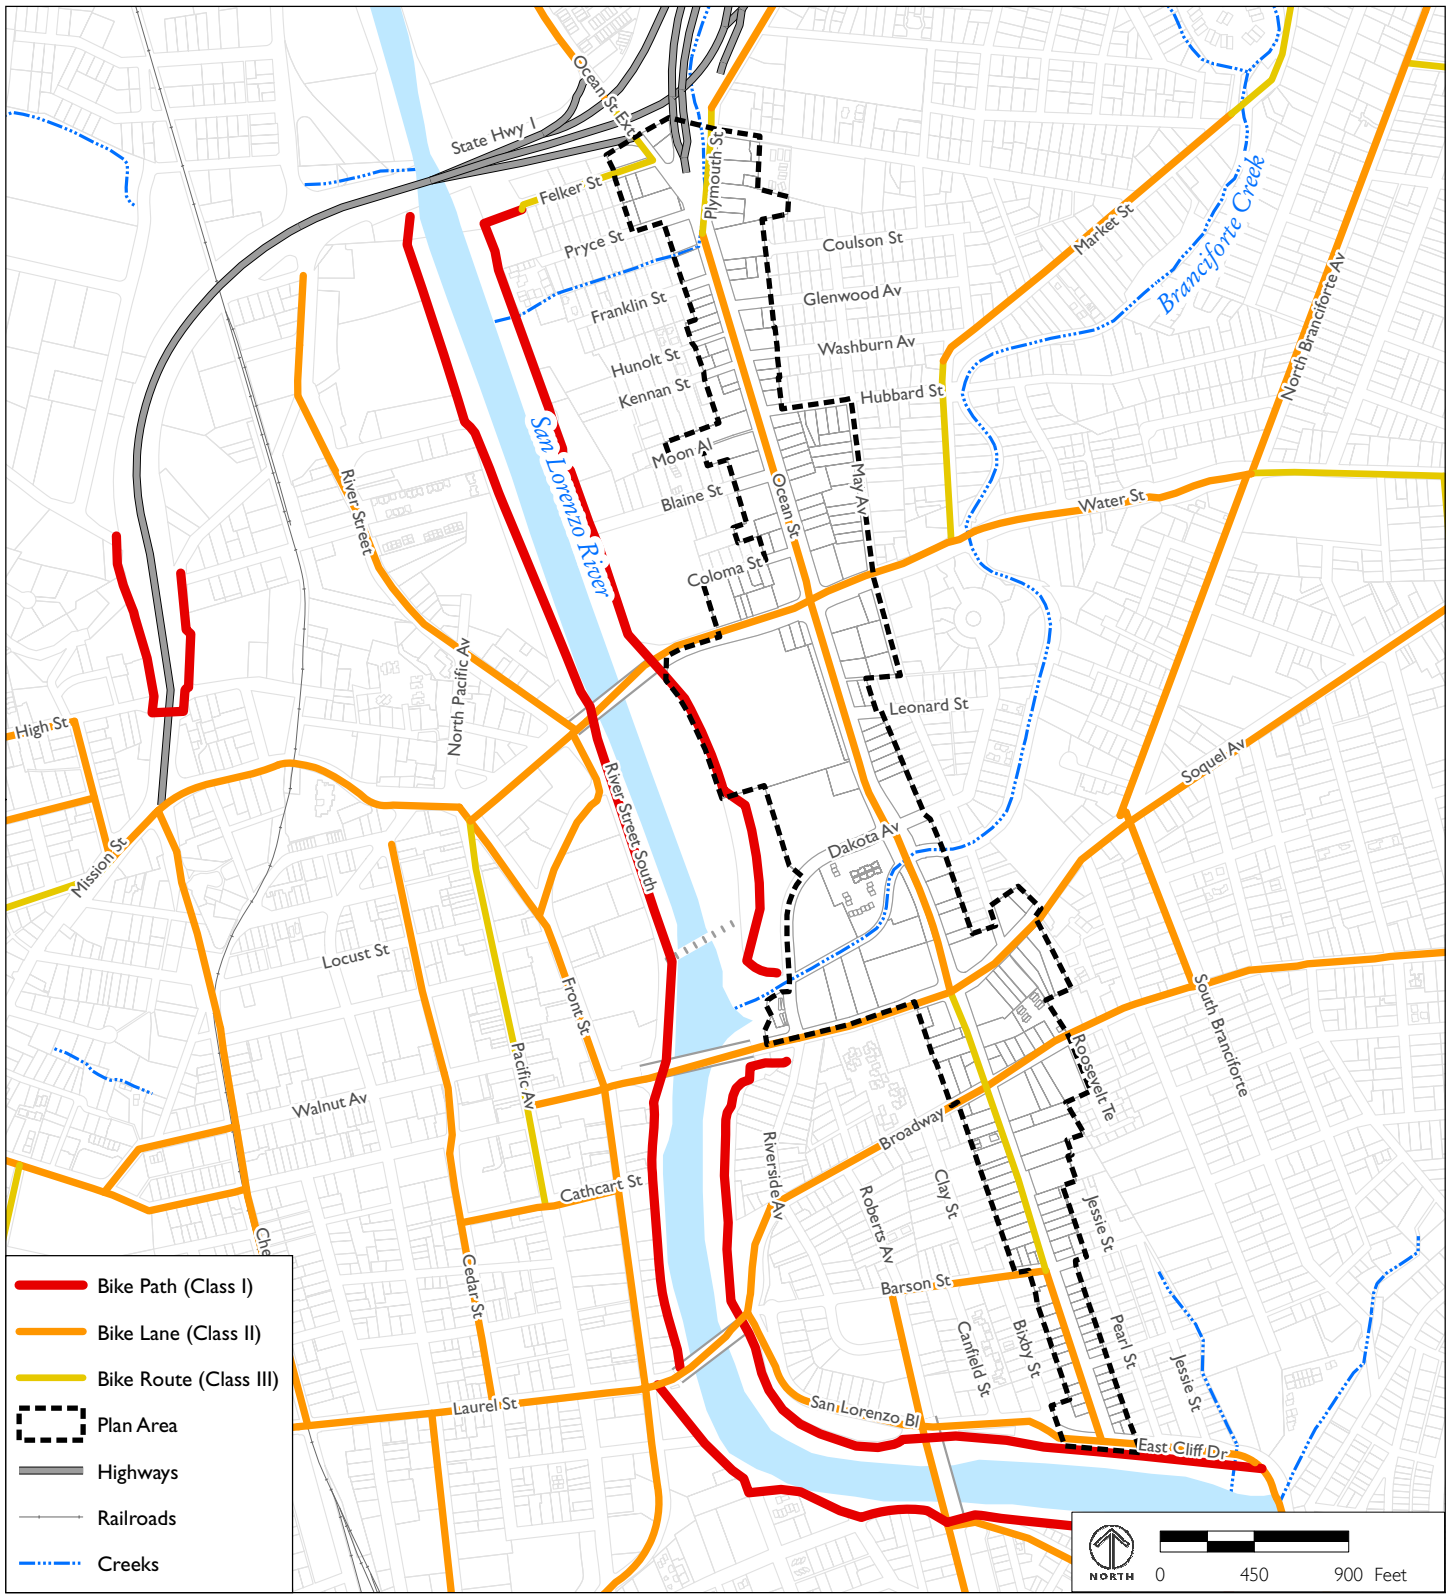 Ocean St Ext
State Hwy 1
Plymouth St
Felker St
Branciforte Creek
Market St
Pryce St
Coulson St
Franklin St
Glenwood Av
North Branciforte Av
Hunolt St
Washburn Av
Kennan St
Hubbard St
San Lorenzo River
Moon Al
River Street
Blaine St
Ocean St
May Av
Water St
Coloma St
North Pacific Av
High St
Leonard St
Soquel Av
River Street South
Dakota Av
Mission St
Locust St
Front St
South Branciforte
Pacific Av
Roosevelt Te
Walnut Av
Broadway
Riverside Av
Cathcart St
Clay St
Roberts Av
Jessie St
Che
Cedar St
Barson St
Bixby St
Canfield St
Pearl St
Jessie St
Laurel St
San Lorenzo Bl
East Cliff Dr
Bike Path (Class I)
Bike Lane (Class II)
Bike Route (Class III)
Plan Area
Highways
Railroads
Creeks
NORTH
0 450 900 Feet